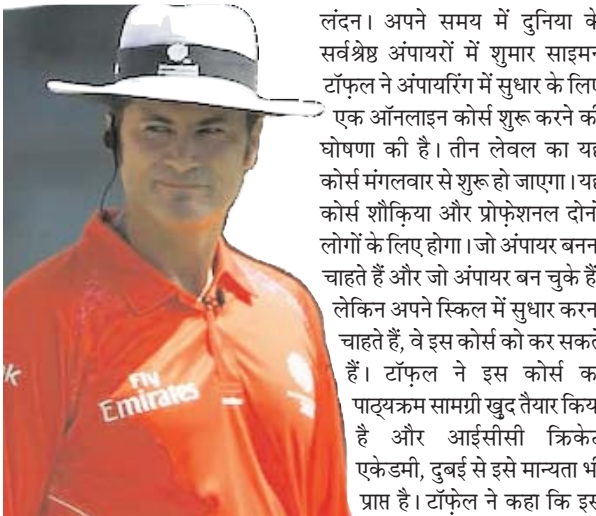 लंदन। अपने समय में दुनिया के
सर्वश्रेष्ठ अंपायरों में शुमार साइमन
टॉफ़ल ने अंपायरिंग में सुधार के लिए
एक ऑनलाइन कोर्स शुरू करने की
घोषणा की है। तीन लेवल का यह
कोर्स मंगलवार से शुरू हो जाएगा। यह
कोर्स शौक़िया और प्रोफ़ेशनल दोनों
लोगों के लिए होगा। जो अंपायर बनन
चाहते हैं और जो अंपायर बन चुके हैं
लेकिन अपने स्किल में सुधार करन
चाहते हैं, वे इस कोर्स को कर सकते
हैं। टॉफ़ल ने इस कोर्स क
पाठ्यक्रम सामग्री खुद तैयार किय
है और आईसीसी क्रिकेट
एकेडमी, दुबई से इसे मान्यता भी
प्राप्त है। टॉफ़ेल ने कहा कि इस
Fly
Emirates